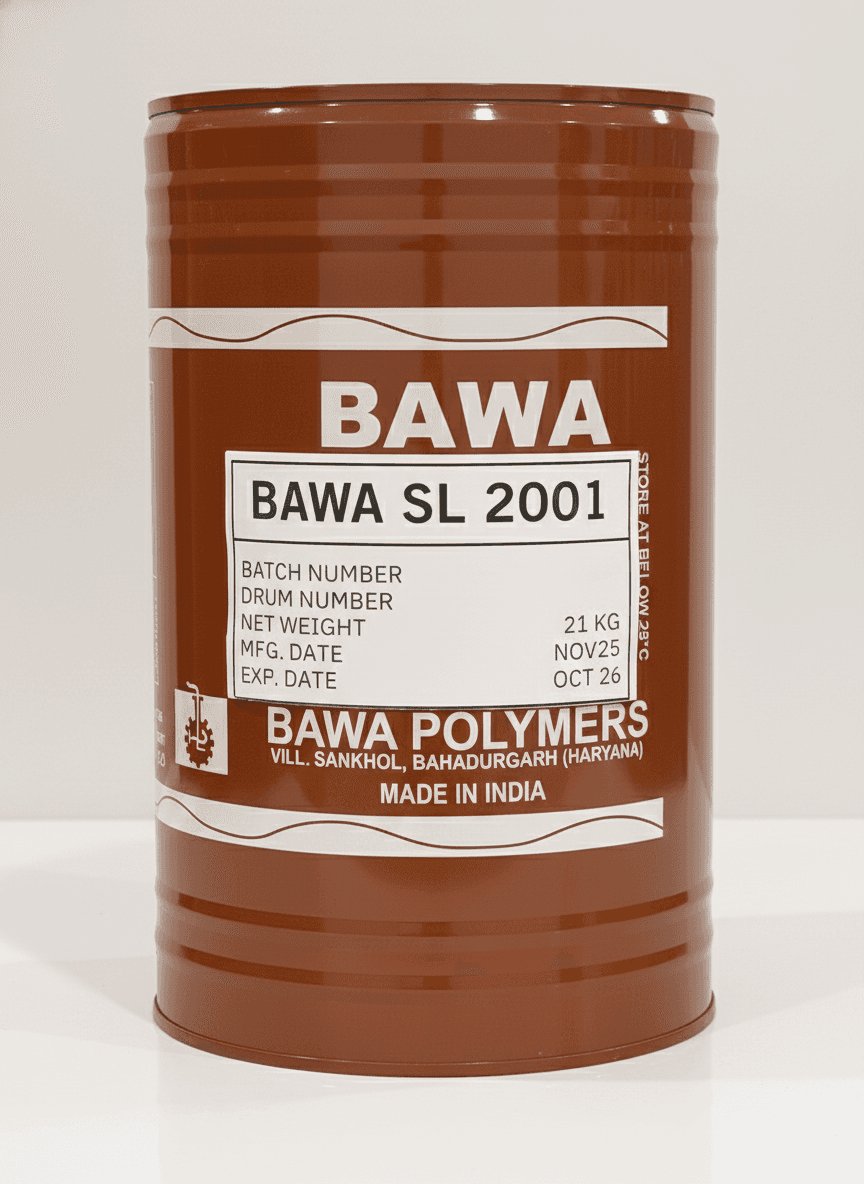 BAWA
BAWA SL 2001
BATCH NUMBER
DRUM NUMBER
NET WEIGHT 21 KG
MFG. DATE NOV25
EXP. DATE OCT 26
STORE AT BELOW 28°C
BAWA POLYMERS
VILL. SANKHOL, BAHADURGARH (HARYANA)
MADE IN INDIA